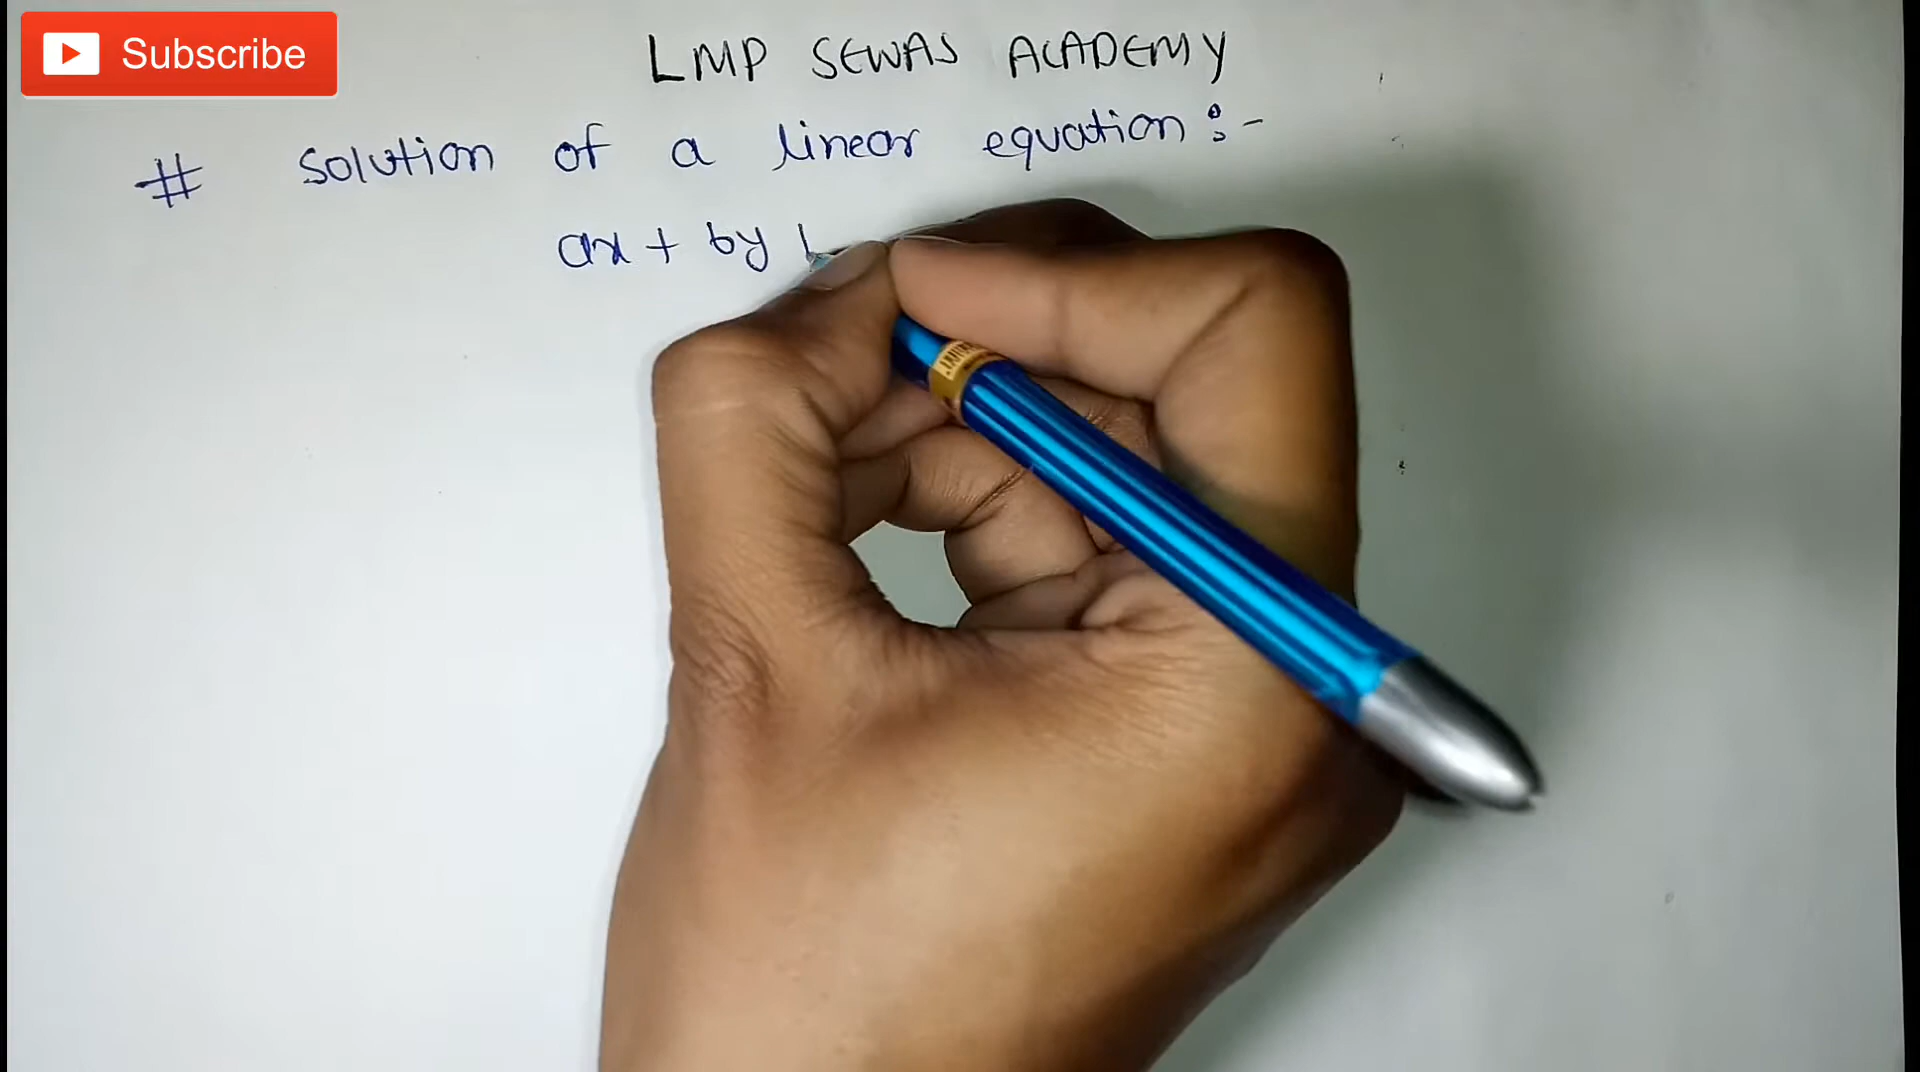 Subscribe
LMP SEWAS ACADEMY
# Solution of a linear equation :-
ax + by